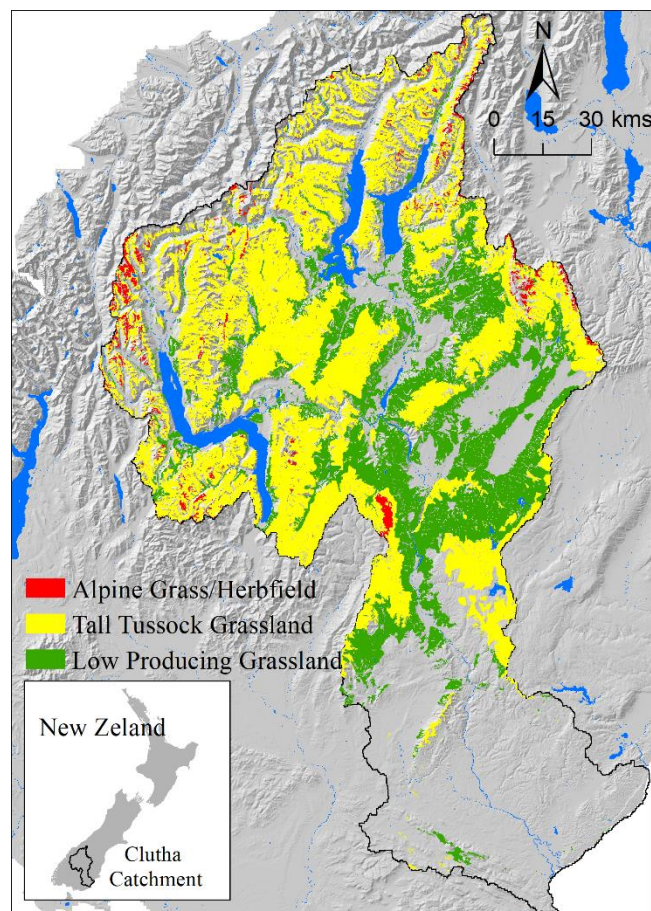 N
0 15 30 kms
Alpine Grass/Herbfield
Tall Tussock Grassland
Low Producing Grassland
New Zeland
Clutha
Catchment